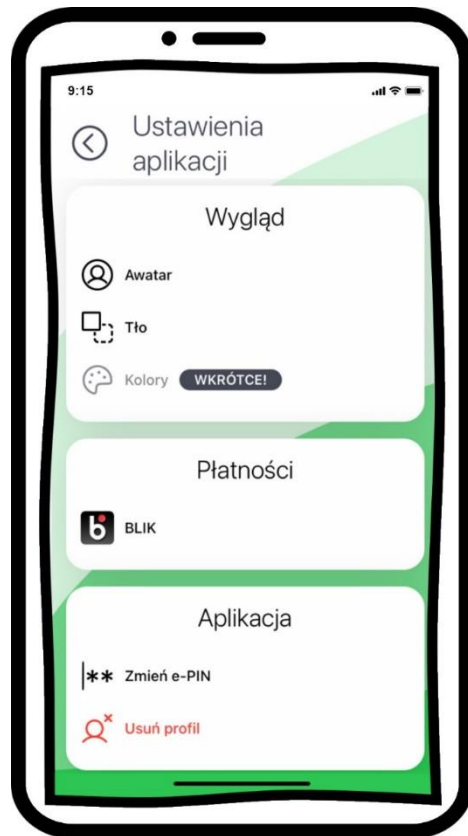 9:15
Ustawienia
aplikacji
Wygląd
Awatar
Tło
Kolory WKRÓTCE!
Płatności
b BLIK
Aplikacja
|** Zmień e-PIN
Usuń profil